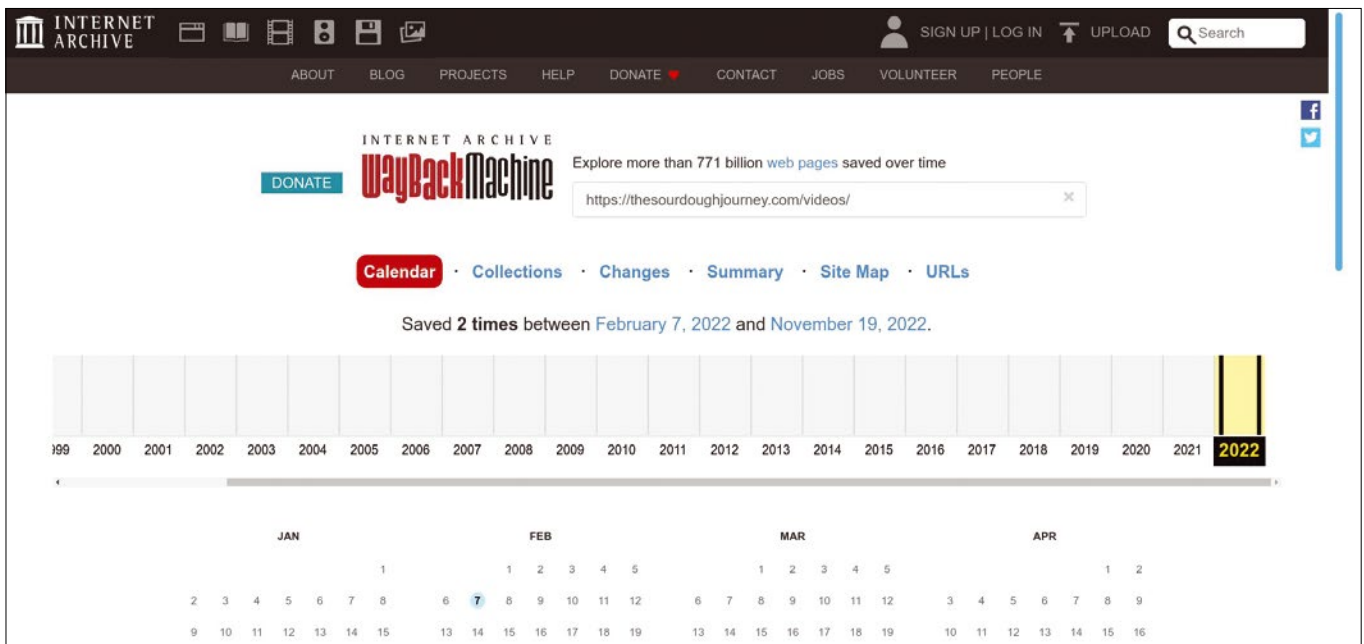 INTERNET ARCHIVE
SIGN UP | LOG IN
UPLOAD
Search
ABOUT BLOG PROJECTS HELP DONATE CONTACT JOBS VOLUNTEER PEOPLE
INTERNET ARCHIVE
WayBackMachine
DONATE
Explore more than 771 billion web pages saved over time
https://thesourdoughjourney.com/videos/
Calendar · Collections · Changes · Summary · Site Map · URLs
Saved 2 times between February 7, 2022 and November 19, 2022.
999 2000 2001 2002 2003 2004 2005 2006 2007 2008 2009 2010 2011 2012 2013 2014 2015 2016 2017 2018 2019 2020 2021 2022
JAN FEB MAR APR
1 1 2 3 4 5 1 2 3 4 5 1 2
2 3 4 5 6 7 8 6 7 8 9 10 11 12 6 7 8 9 10 11 12 3 4 5 6 7 8 9
9 10 11 12 13 14 15 13 14 15 16 17 18 19 13 14 15 16 17 18 19 10 11 12 13 14 15 16